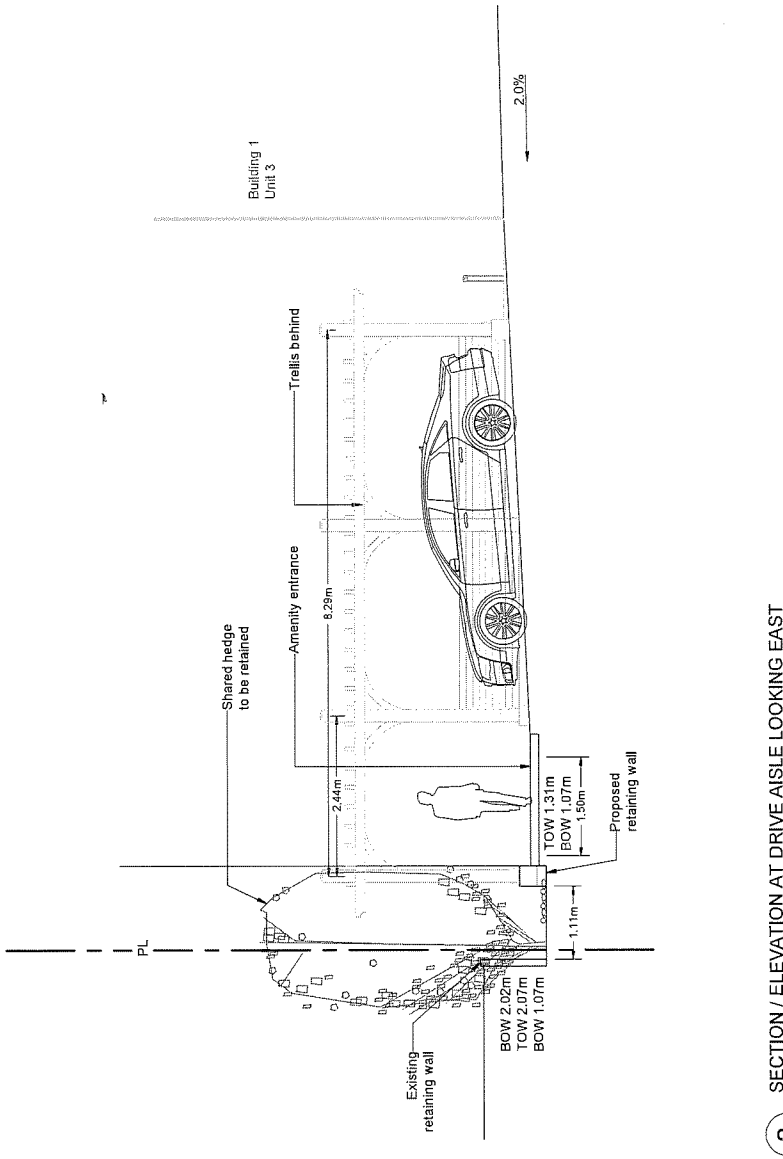 Building 1
Unit 3
2.0%
Trellis behind
Amenity entrance
Shared hedge
to be retained
8.29m
2.44m
PL
TOW 1.31m
BOW 1.07m
1.50m
Proposed
retaining wall
1.11m
BOW 2.02m
TOW 2.07m
BOW 1.07m
Existing
retaining wall
SECTION / ELEVATION AT DRIVE AISLE LOOKING EAST